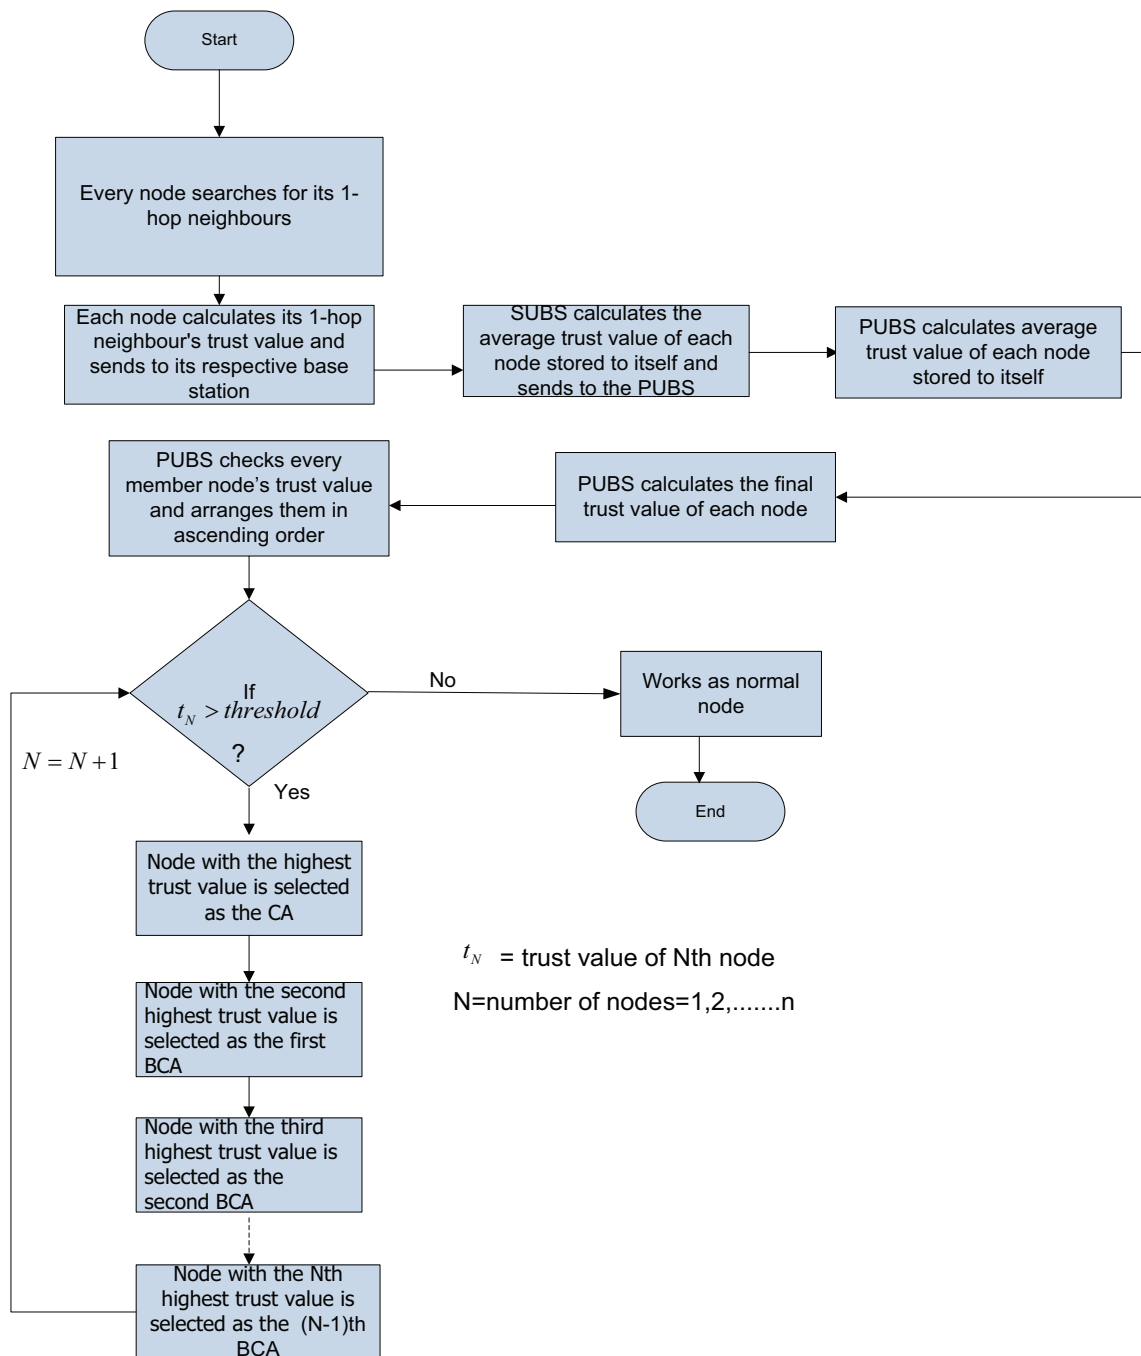 Start
Every node searches for its 1-
hop neighbours
Each node calculates its 1-hop
neighbour's trust value and
sends to its respective base
station
SUBS calculates the
average trust value of each
node stored to itself and
sends to the PUBS
PUBS calculates average
trust value of each node
stored to itself
PUBS checks every
member node’s trust value
and arranges them in
ascending order
PUBS calculates the final
trust value of each node
If
t_N > threshold
?
No
Works as normal
node
N = N + 1
Yes
End
Node with the highest
trust value is selected
as the CA
t_N = trust value of Nth node
N=number of nodes=1,2,.......n
Node with the second
highest trust value is
selected as the first
BCA
Node with the third
highest trust value is
selected as the
second BCA
Node with the Nth
highest trust value is
selected as the (N-1)th
BCA